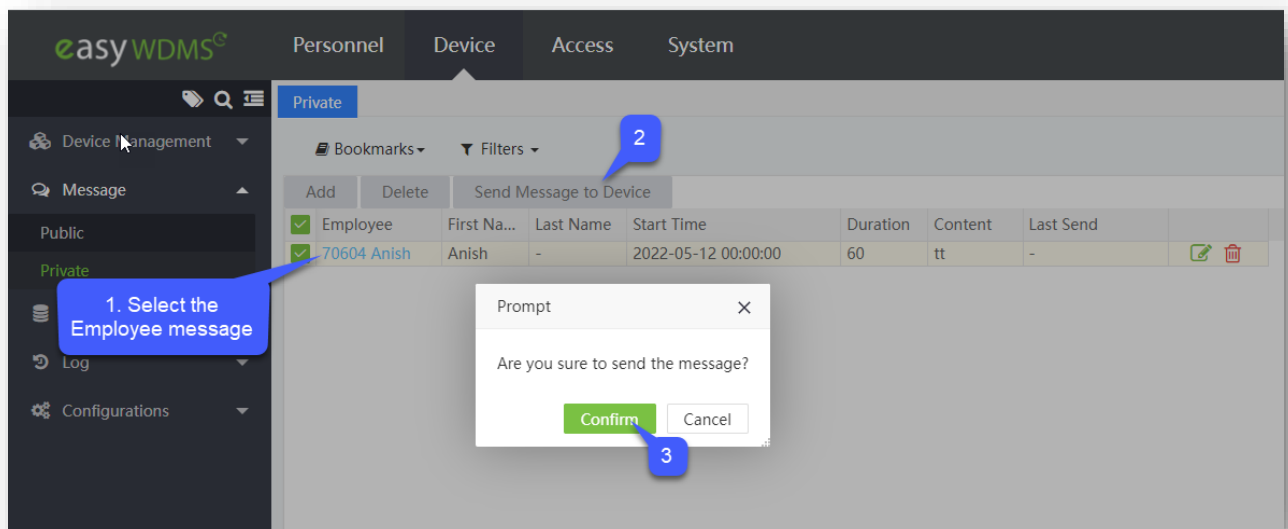 easy WDMS
Personnel Device Access System
Private
Device Management
Bookmarks Filters
2
Message
Add Delete Send Message to Device
Employee First Na... Last Name Start Time Duration Content Last Send
Public
70604 Anish Anish - 2022-05-12 00:00:00 60 tt -
Private
1. Select the
Employee message
Prompt
Are you sure to send the message?
Log
Configurations
Confirm Cancel
3